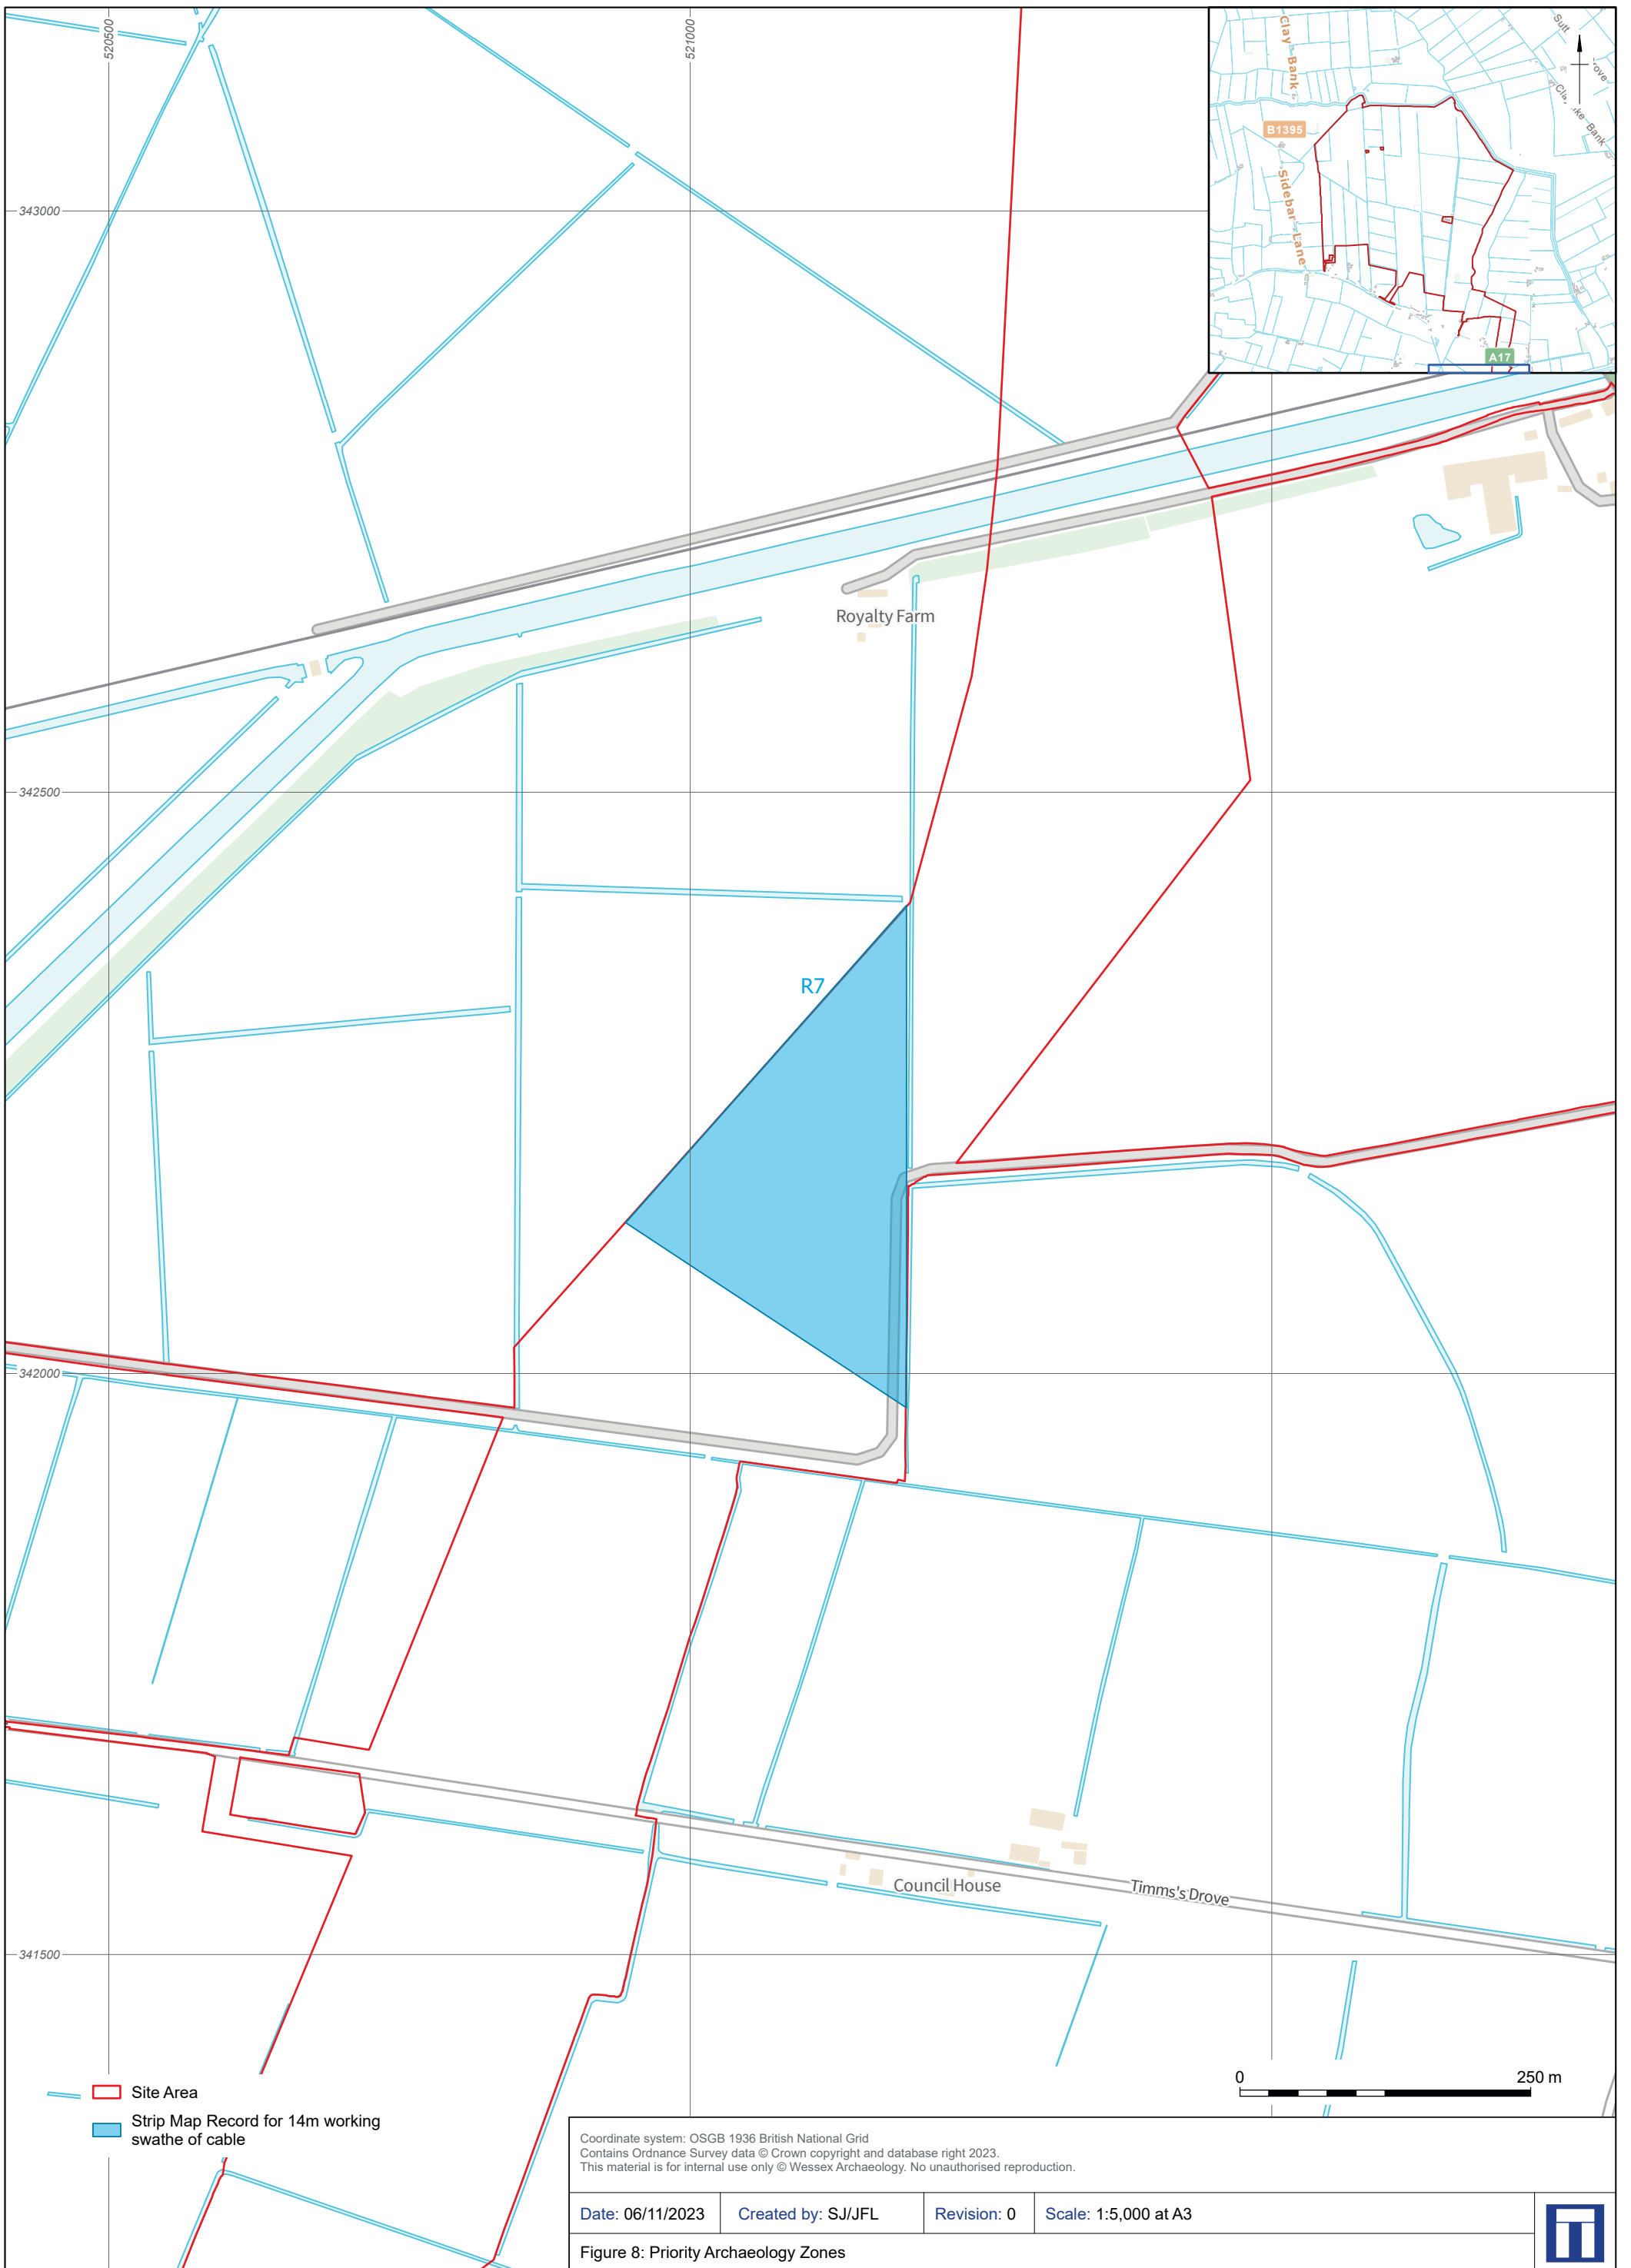 520500
521000
Clay Bank
Sutt
B1395
Sidebar Lane
A17
343000
Royalty Farm
342500
R7
342000
Council House
Timms's Drove
341500
0 250 m
Site Area
Strip Map Record for 14m working
swathe of cable
Coordinate system: OSGB 1936 British National Grid
Contains Ordnance Survey data © Crown copyright and database right 2023.
This material is for internal use only © Wessex Archaeology. No unauthorised reproduction.
Date: 06/11/2023 Created by: SJ/JFL Revision: 0 Scale: 1:5,000 at A3
Figure 8: Priority Archaeology Zones